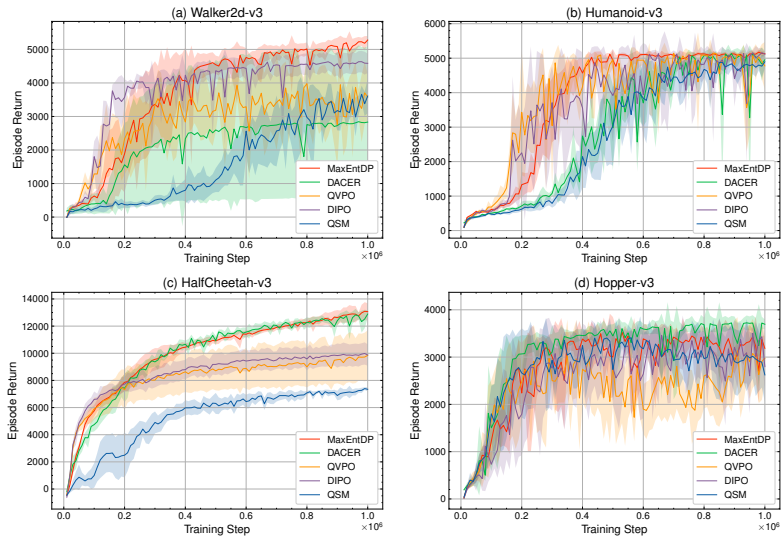 (a) Walker2d-v3
Episode Return
5000
4000
3000
2000
1000
0
0.0 0.2 0.4 0.6 0.8 1.0
Training Step
×10⁶
MaxEntDP
DACER
QVPO
DIPO
QSM
(b) Humanoid-v3
Episode Return
6000
5000
4000
3000
2000
1000
0
0.0 0.2 0.4 0.6 0.8 1.0
Training Step
×10⁶
MaxEntDP
DACER
QVPO
DIPO
QSM
(c) HalfCheetah-v3
Episode Return
14000
12000
10000
8000
6000
4000
2000
0
0.0 0.2 0.4 0.6 0.8 1.0
Training Step
×10⁶
MaxEntDP
DACER
QVPO
DIPO
QSM
(d) Hopper-v3
Episode Return
4000
3000
2000
1000
0
0.0 0.2 0.4 0.6 0.8 1.0
Training Step
×10⁶
MaxEntDP
DACER
QVPO
DIPO
QSM